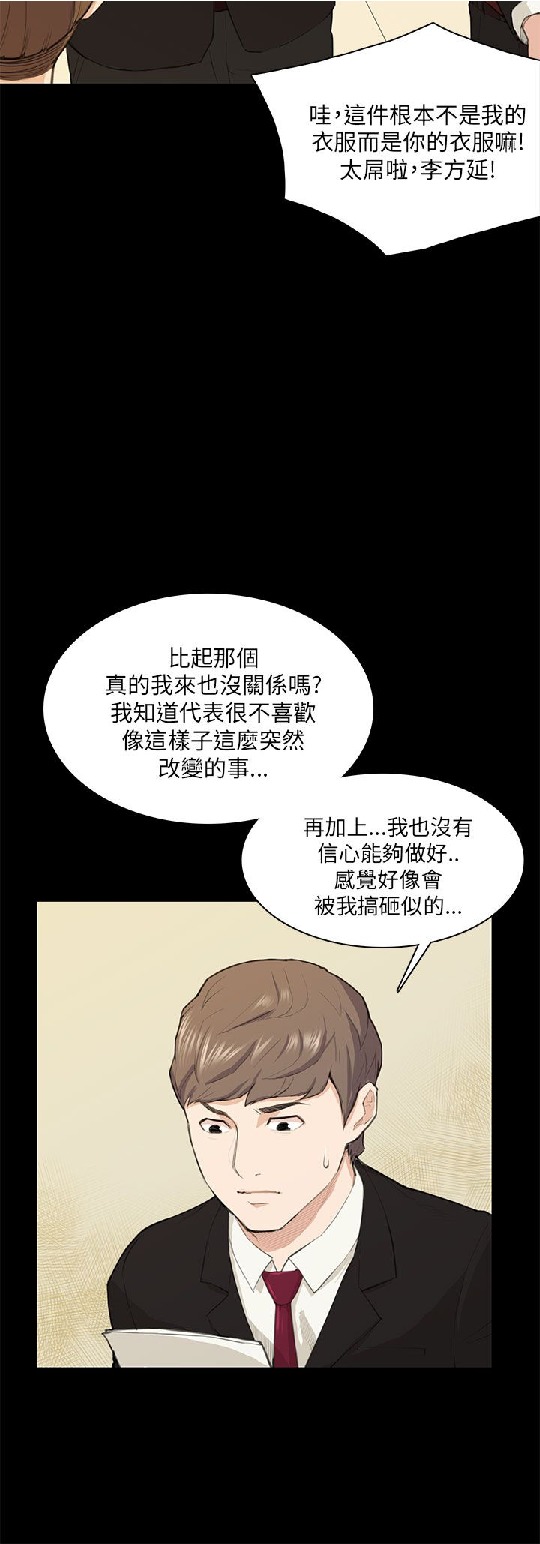 哇，這件根本不是我的
衣服而是你的衣服嘛!
太屌啦，李方延!
比起那個
真的我來也沒關係嗎?
我知道代表很不喜歡
像這樣子這麼突然
改變的事...
再加上...我也沒有
信心能夠做好..
感覺好像會
被我搞砸似的...